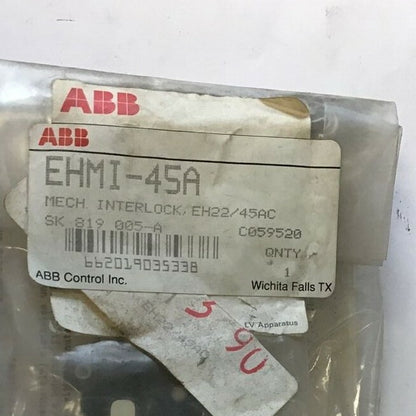 ABB
ABB
EHMI-45A
MECH. INTERLOCK, EH22/45AC
SK 819 005-A C059520
QNTY
662019035338 1
ABB Control Inc. Wichita Falls TX
LV Apparatus
5 90